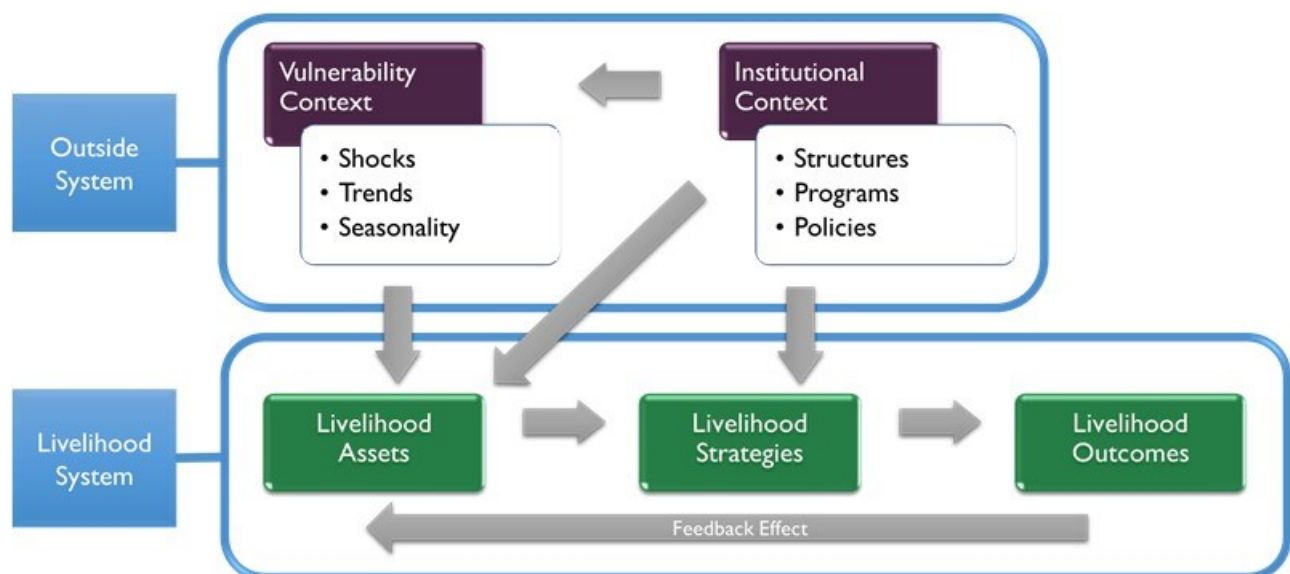 Outside
System
Vulnerability
Context
• Shocks
• Trends
• Seasonality
Institutional
Context
• Structures
• Programs
• Policies
Livelihood
System
Livelihood
Assets
Livelihood
Strategies
Livelihood
Outcomes
Feedback Effect